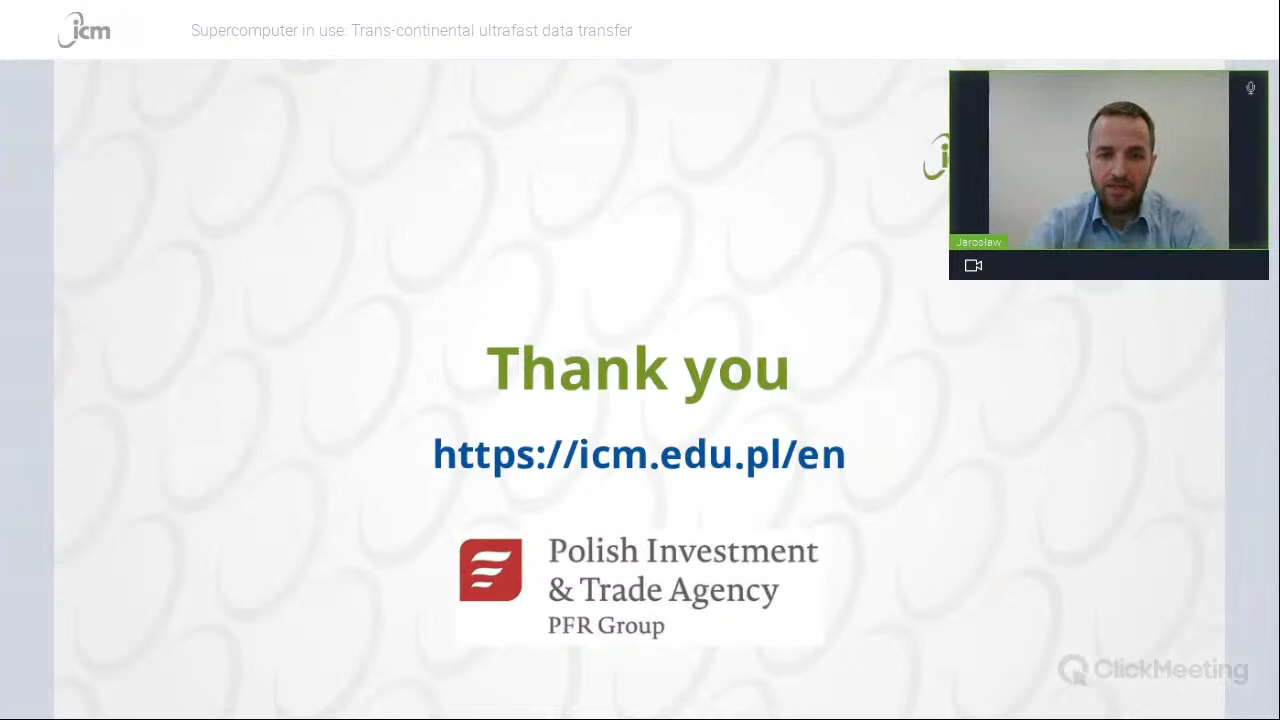 icm
Supercomputer in use: Trans-continental ultrafast data transfer
Jarosław
Thank you
https://icm.edu.pl/en
Polish Investment
& Trade Agency
PFR Group
ClickMeeting